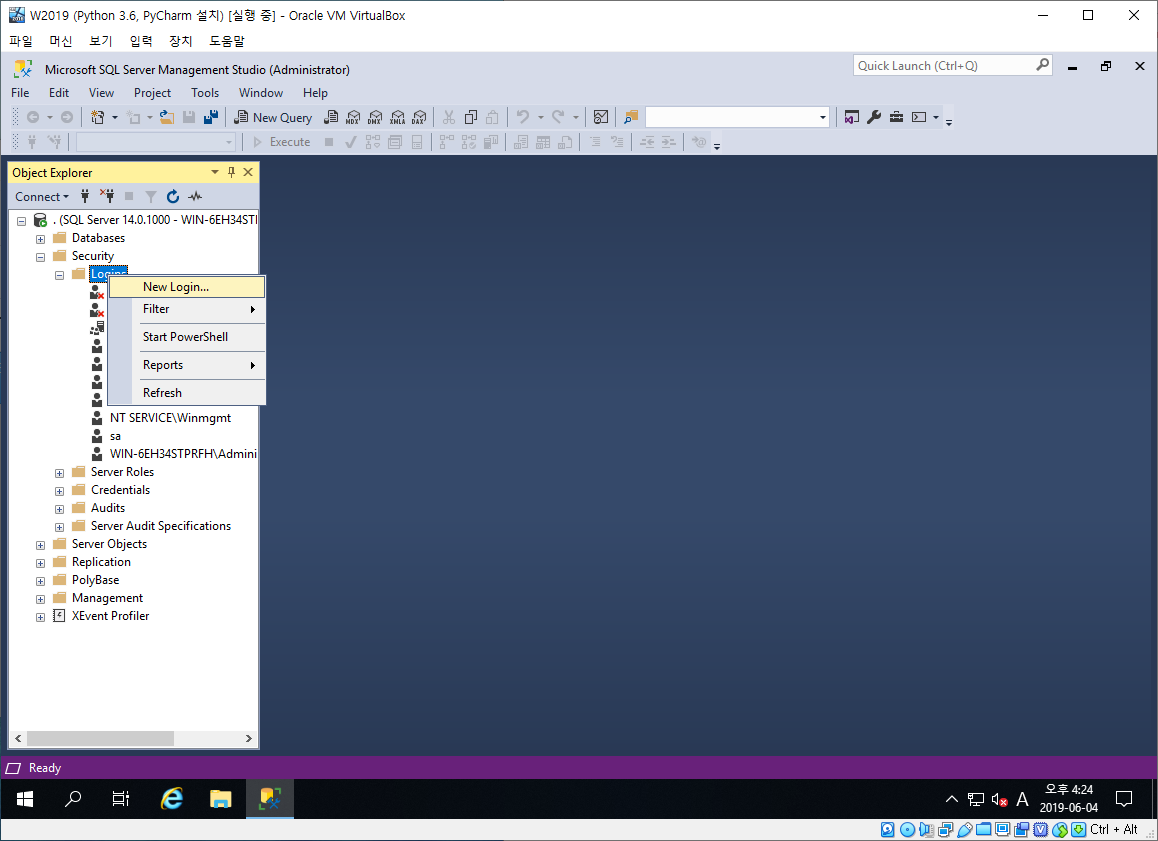 W2019 (Python 3.6, PyCharm 설치) [실행 중] - Oracle VM VirtualBox
파일 머신 보기 입력 장치 도움말
Microsoft SQL Server Management Studio (Administrator)
Quick Launch (Ctrl+Q)
File Edit View Project Tools Window Help
New Query MDX DMX XMLA DAX
Execute
Object Explorer
Connect
. (SQL Server 14.0.1000 - WIN-6EH34STI
Databases
Security
Logins
New Login...
Filter
Start PowerShell
Reports
Refresh
NT SERVICE\Winmgmt
sa
WIN-6EH34STPRFH\Admini
Server Roles
Credentials
Audits
Server Audit Specifications
Server Objects
Replication
PolyBase
Management
XEvent Profiler
Ready
A
오후 4:24
2019-06-04
Ctrl + Alt